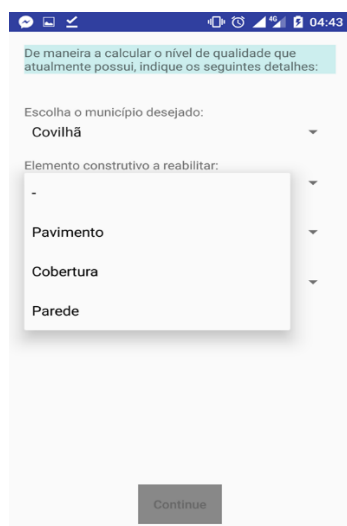 4G 04:43
De maneira a calcular o nível de qualidade que
atualmente possui, indique os seguintes detalhes:
Escolha o município desejado:
Covilhã
Elemento construtivo a reabilitar:
-
Pavimento
Cobertura
Parede
Continue